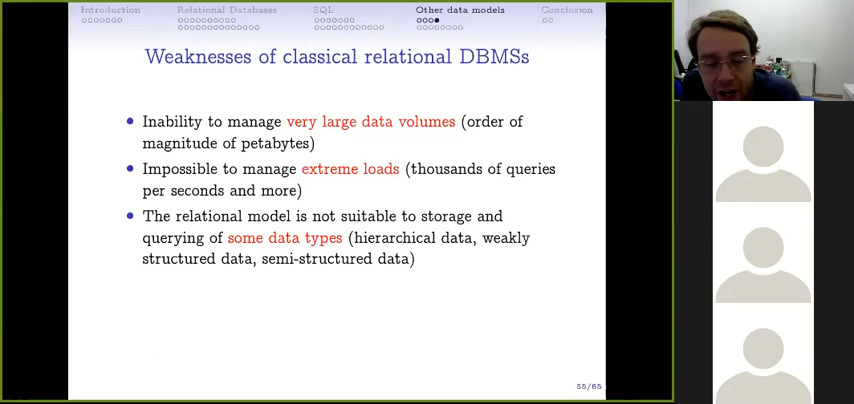 Introduction Relational Databases SQL Other data models Conclusion
Weaknesses of classical relational DBMSs
Inability to manage very large data volumes (order of
magnitude of petabytes)
Impossible to manage extreme loads (thousands of queries
per seconds and more)
The relational model is not suitable to storage and
querying of some data types (hierarchical data, weakly
structured data, semi-structured data)
55/65